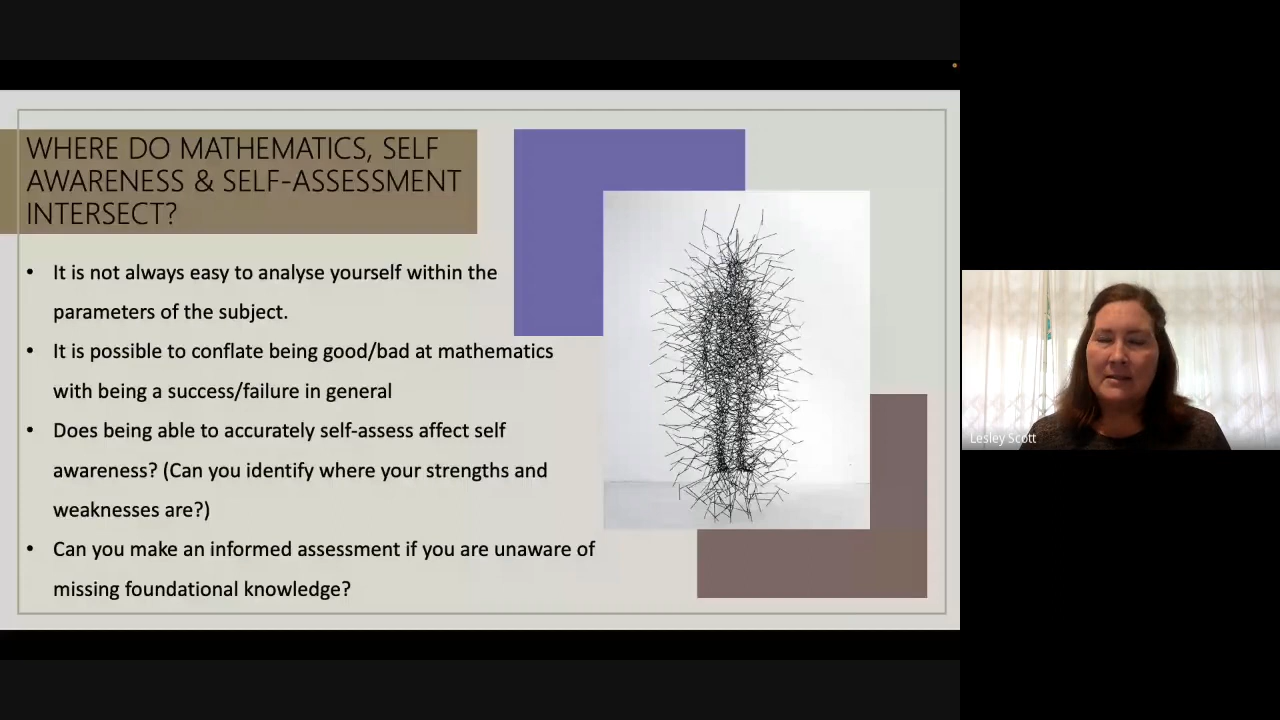 WHERE DO MATHEMATICS, SELF
AWARENESS & SELF-ASSESSMENT
INTERSECT?
• It is not always easy to analyse yourself within the
parameters of the subject.
• It is possible to conflate being good/bad at mathematics
with being a success/failure in general
• Does being able to accurately self-assess affect self
awareness? (Can you identify where your strengths and
weaknesses are?)
• Can you make an informed assessment if you are unaware of
missing foundational knowledge?
Lesley Scott